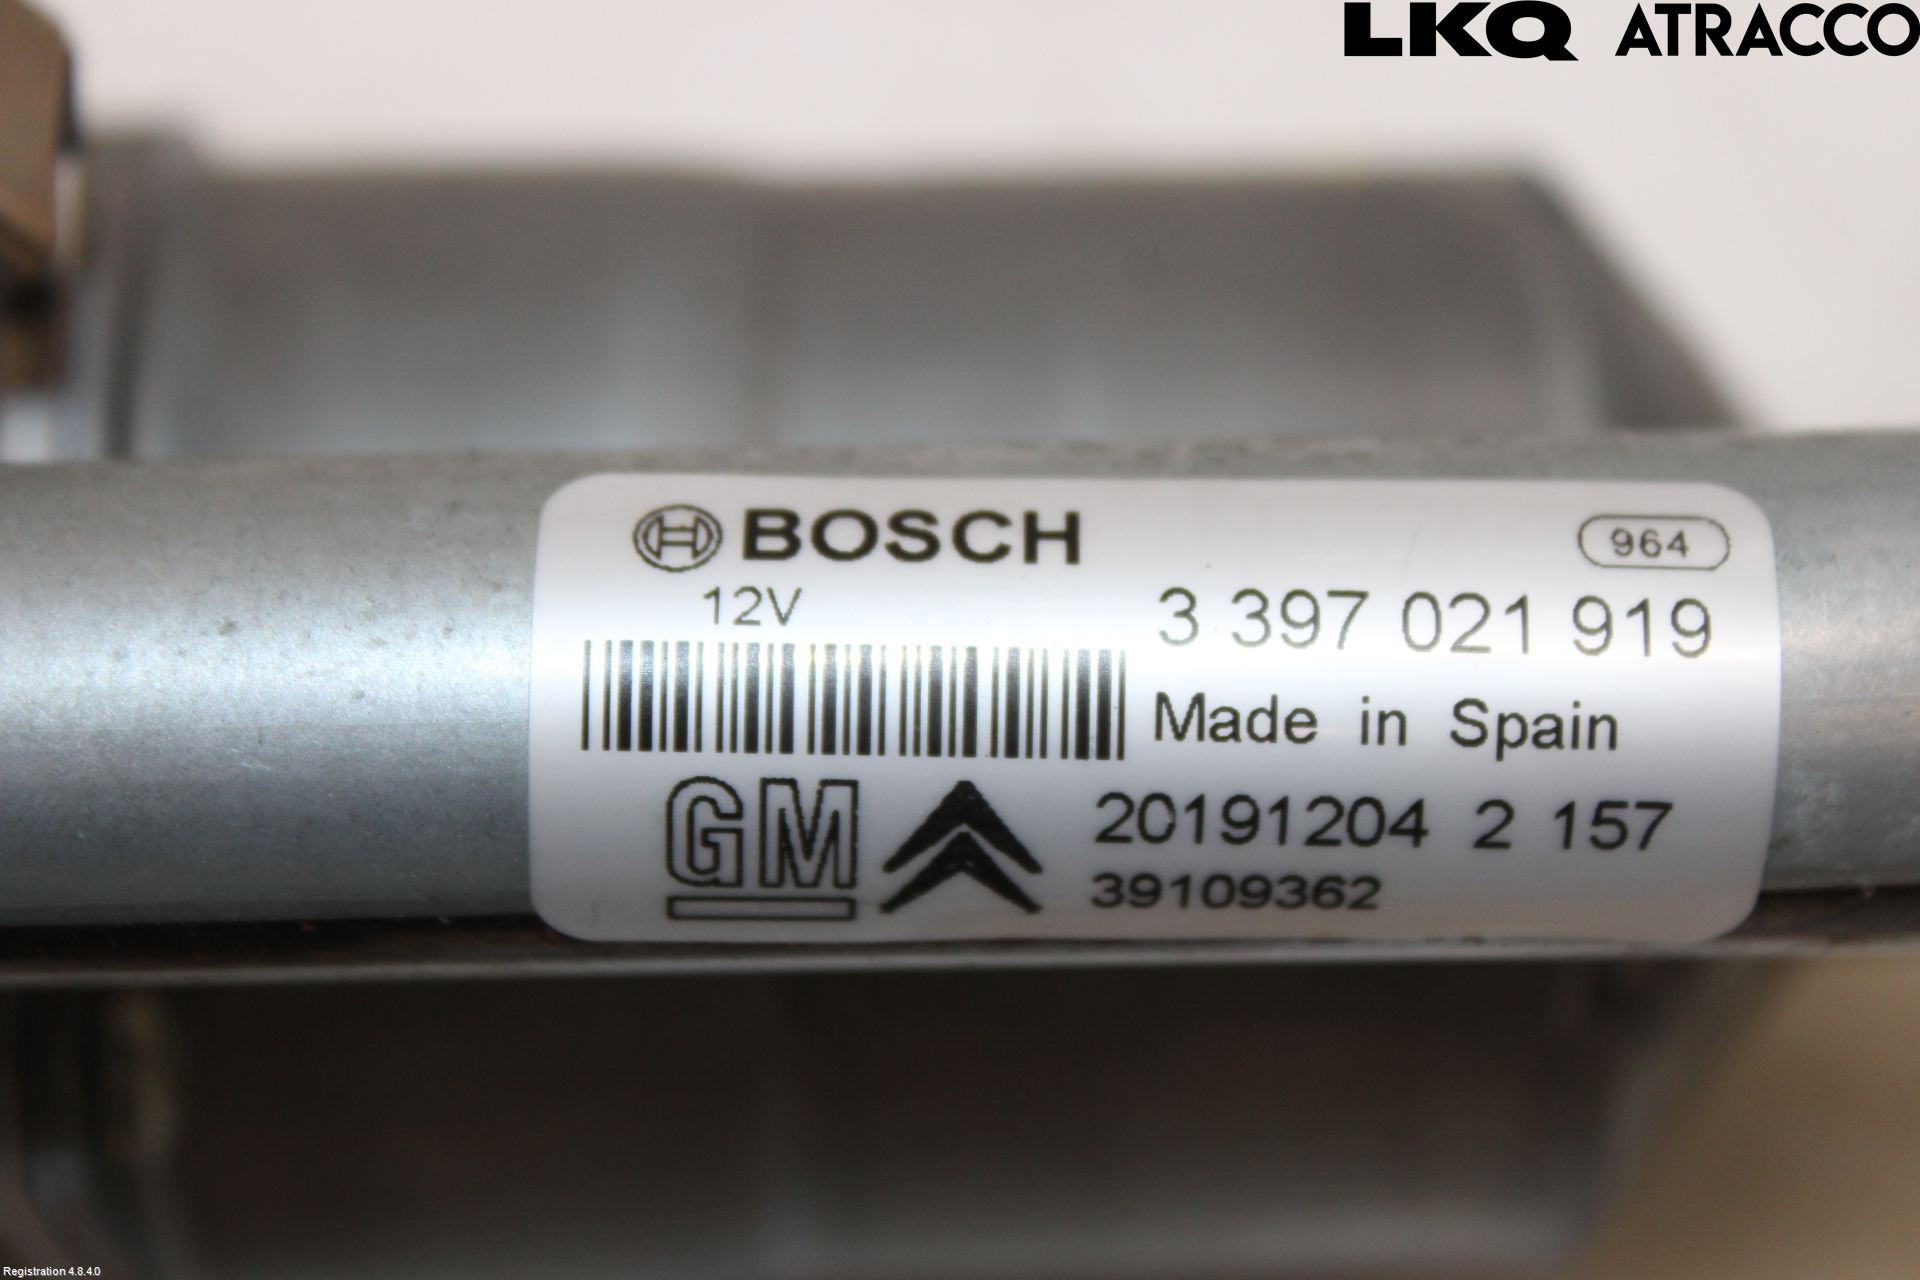 LKQ ATRACCO
BOSCH
964
12V
3 397 021 919
Made in Spain
GM
20191204 2 157
39109362
Registration 4.8.4.0